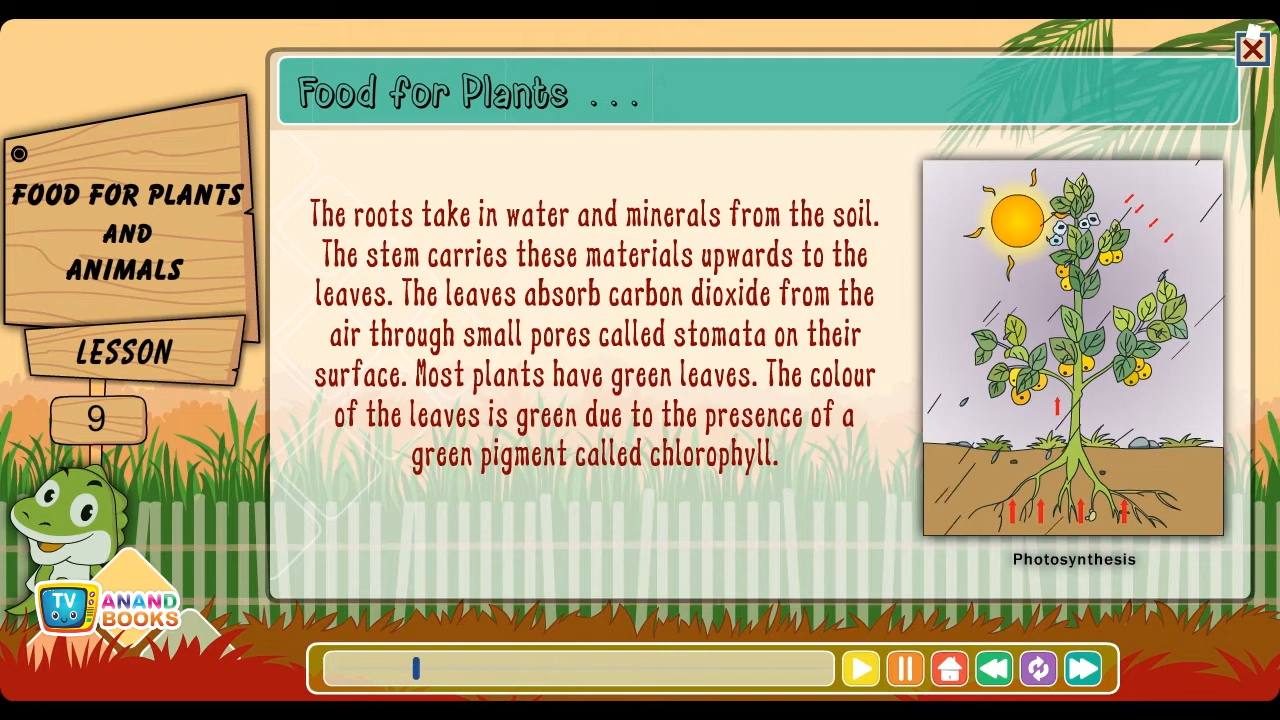 Food for Plants ...
FOOD FOR PLANTS
AND
ANIMALS
LESSON
9
The roots take in water and minerals from the soil.
The stem carries these materials upwards to the
leaves. The leaves absorb carbon dioxide from the
air through small pores called stomata on their
surface. Most plants have green leaves. The colour
of the leaves is green due to the presence of a
green pigment called chlorophyll.
Photosynthesis
TV
ANAND
BOOKS